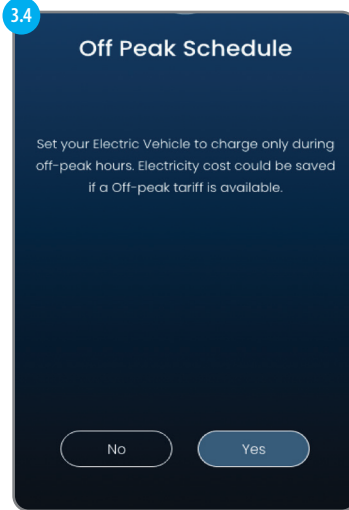 3.4
Off Peak Schedule
Set your Electric Vehicle to charge only during
off-peak hours. Electricity cost could be saved
if a Off-peak tariff is available.
No
Yes